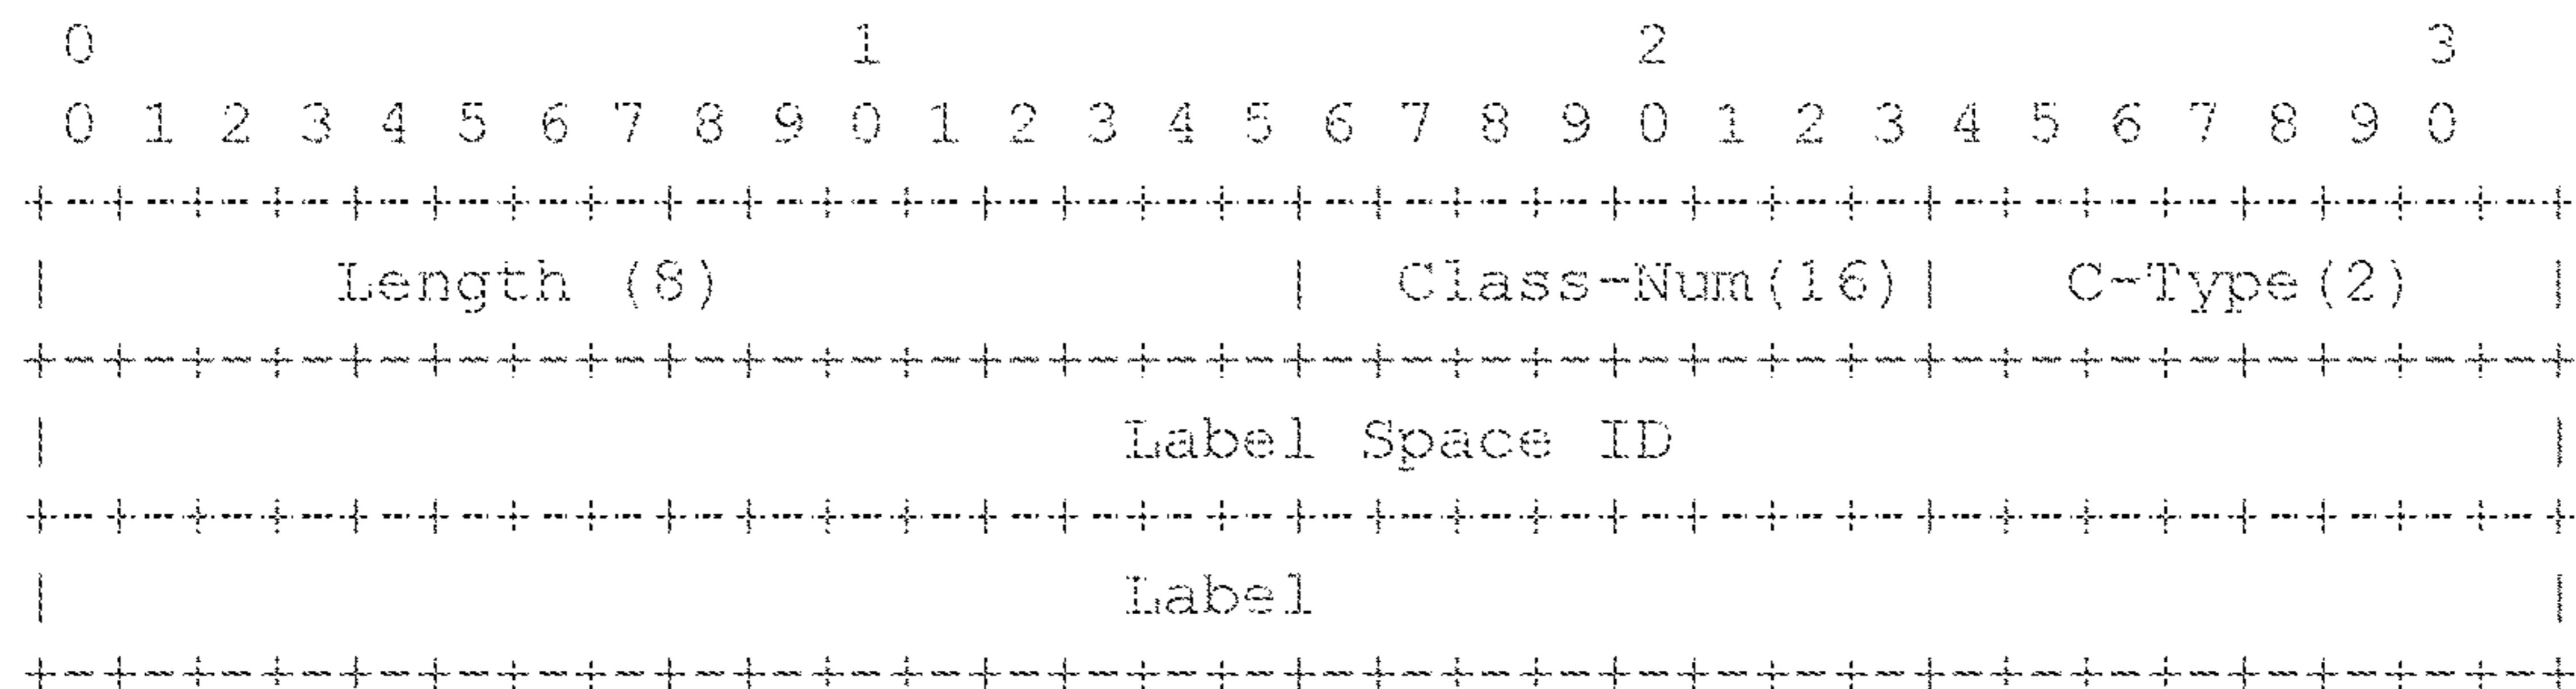 0                   1                   2                   3
 0 1 2 3 4 5 6 7 8 9 0 1 2 3 4 5 6 7 8 9 0 1 2 3 4 5 6 7 8 9 0
+-+-+-+-+-+-+-+-+-+-+-+-+-+-+-+-+-+-+-+-+-+-+-+-+-+-+-+-+-+-+-+-+
|       Length (8)              |  Class-Num(16)|   C-Type(2)   |
+-+-+-+-+-+-+-+-+-+-+-+-+-+-+-+-+-+-+-+-+-+-+-+-+-+-+-+-+-+-+-+-+
|                           Label Space ID                      |
+-+-+-+-+-+-+-+-+-+-+-+-+-+-+-+-+-+-+-+-+-+-+-+-+-+-+-+-+-+-+-+-+
|                           Label                               |
+-+-+-+-+-+-+-+-+-+-+-+-+-+-+-+-+-+-+-+-+-+-+-+-+-+-+-+-+-+-+-+-+